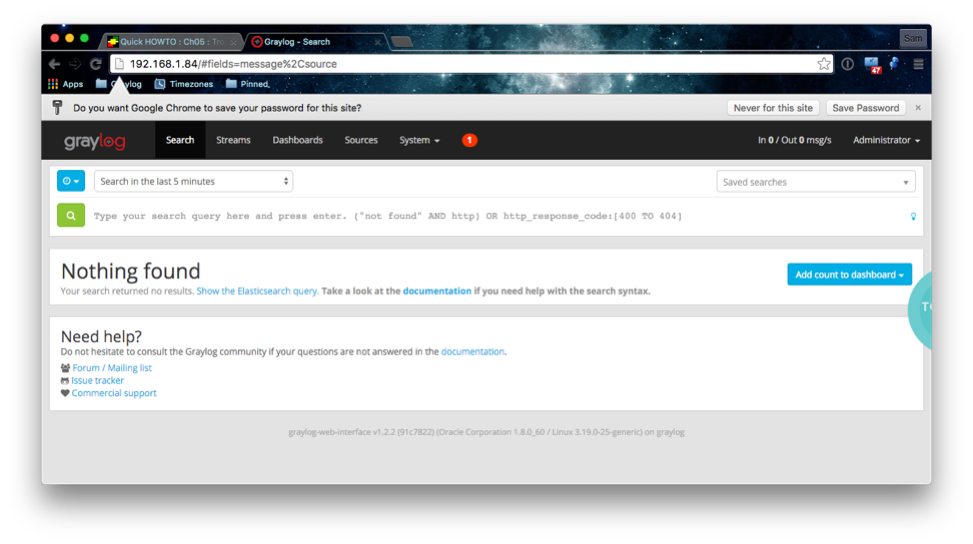 Quick HOWTO : Ch05 : Tro
Graylog - Search
Sam
192.168.1.84/#fields=message%2Csource
47
Apps
Timezones
Pinned
Do you want Google Chrome to save your password for this site?
Never for this site
Save Password
graylog
Search
Streams
Dashboards
Sources
System
1
In 0 / Out 0 msg/s
Administrator
Search in the last 5 minutes
Saved searches
Type your search query here and press enter. ("not found" AND http) OR http_response_code:[400 TO 404]
Nothing found
Add count to dashboard
Your search returned no results. Show the Elasticsearch query. Take a look at the documentation if you need help with the search syntax.
Need help?
Do not hesitate to consult the Graylog community if your questions are not answered in the documentation.
Forum / Mailing list
Issue tracker
Commercial support
graylog-web-interface v1.2.2 (91c7822) (Oracle Corporation 1.8.0_60 / Linux 3.19.0-25-generic) on graylog